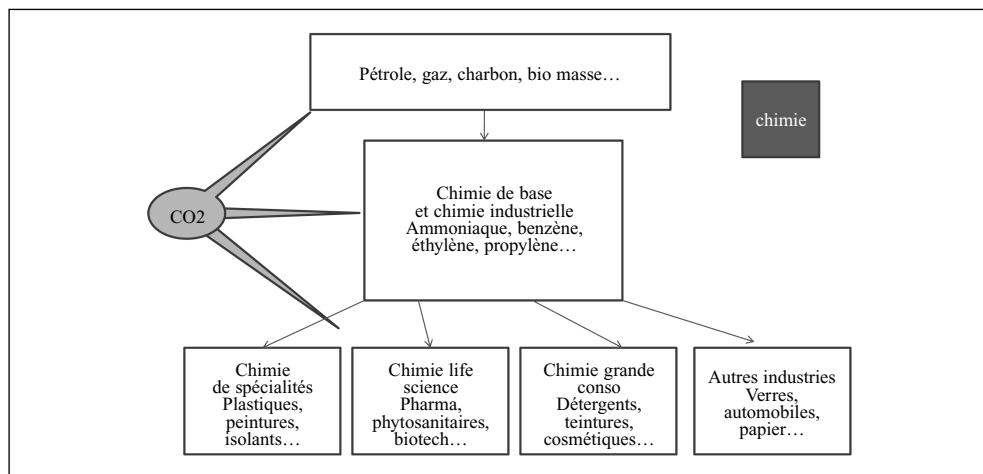 Pétrole, gaz, charbon, bio masse…
chimie
Chimie de base
et chimie industrielle
Ammoniaque, benzène,
éthylène, propylène…
CO2
Chimie
de spécialités
Plastiques,
peintures,
isolants…
Chimie life
science
Pharma,
phytosanitaires,
biotech…
Chimie grande
conso
Détergents,
teintures,
cosmétiques…
Autres industries
Verres,
automobiles,
papier…